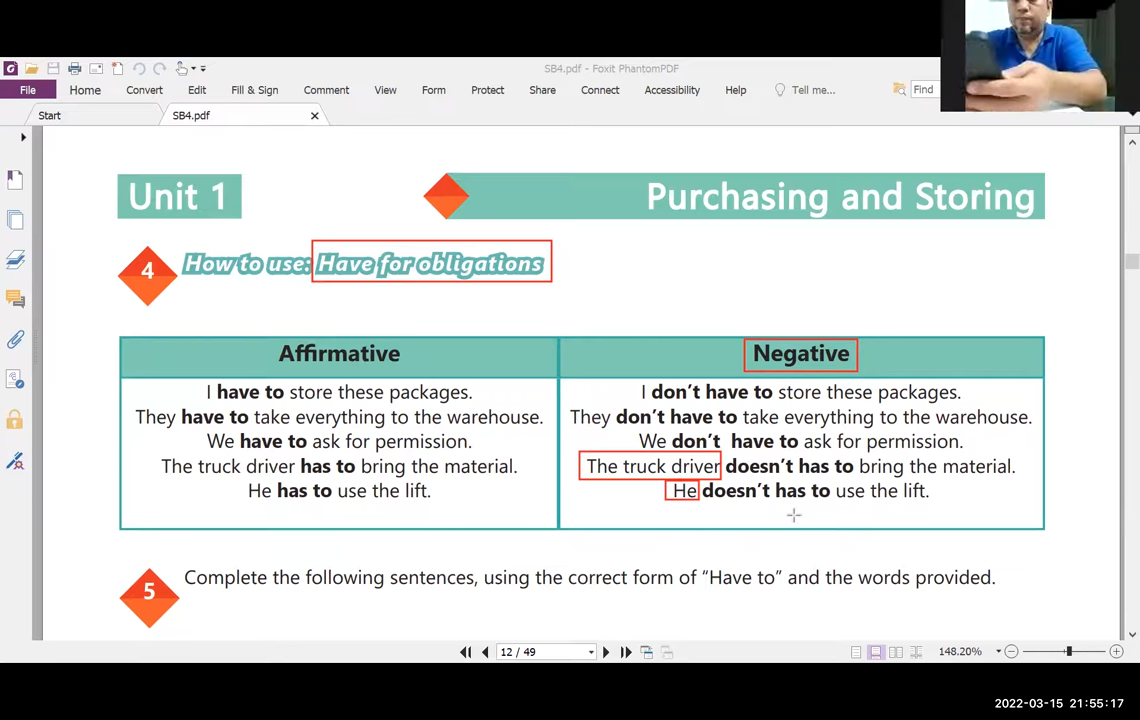 SB4.pdf - Foxit PhantomPDF
File Home Convert Edit Fill & Sign Comment View Form Protect Share Connect Accessibility Help Tell me... Find
Start SB4.pdf
Unit 1 Purchasing and Storing
4 How to use: Have for obligations
Affirmative
I have to store these packages.
They have to take everything to the warehouse.
We have to ask for permission.
The truck driver has to bring the material.
He has to use the lift.
Negative
I don't have to store these packages.
They don't have to take everything to the warehouse.
We don't have to ask for permission.
The truck driver doesn't has to bring the material.
He doesn't has to use the lift.
5 Complete the following sentences, using the correct form of “Have to” and the words provided.
12 / 49 148.20%
2022-03-15 21:55:17